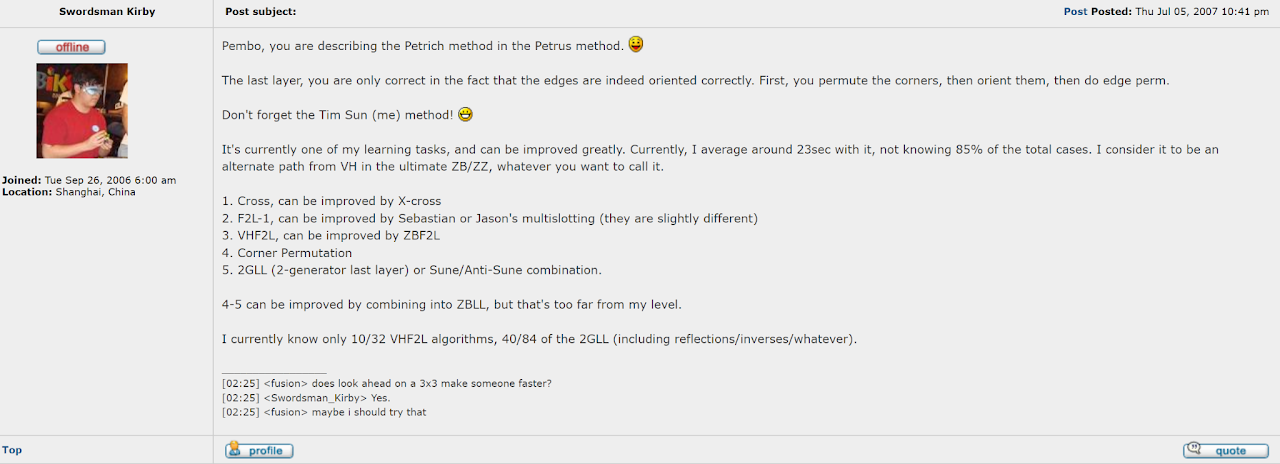 Swordsman Kirby
Post subject:
Post Posted: Thu Jul 05, 2007 10:41 pm
offline
Joined: Tue Sep 26, 2006 6:00 am
Location: Shanghai, China
Pembo, you are describing the Petrich method in the Petrus method.
The last layer, you are only correct in the fact that the edges are indeed oriented correctly. First, you permute the corners, then orient them, then do edge perm.
Don't forget the Tim Sun (me) method!
It's currently one of my learning tasks, and can be improved greatly. Currently, I average around 23sec with it, not knowing 85% of the total cases. I consider it to be an
alternate path from VH in the ultimate ZB/ZZ, whatever you want to call it.
1. Cross, can be improved by X-cross
2. F2L-1, can be improved by Sebastian or Jason's multislotting (they are slightly different)
3. VHF2L, can be improved by ZBF2L
4. Corner Permutation
5. 2GLL (2-generator last layer) or Sune/Anti-Sune combination.
4-5 can be improved by combining into ZBLL, but that's too far from my level.
I currently know only 10/32 VHF2L algorithms, 40/84 of the 2GLL (including reflections/inverses/whatever).
[02:25] <fusion> does look ahead on a 3x3 make someone faster?
[02:25] <Swordsman_Kirby> Yes.
[02:25] <fusion> maybe i should try that
Top
profile
quote